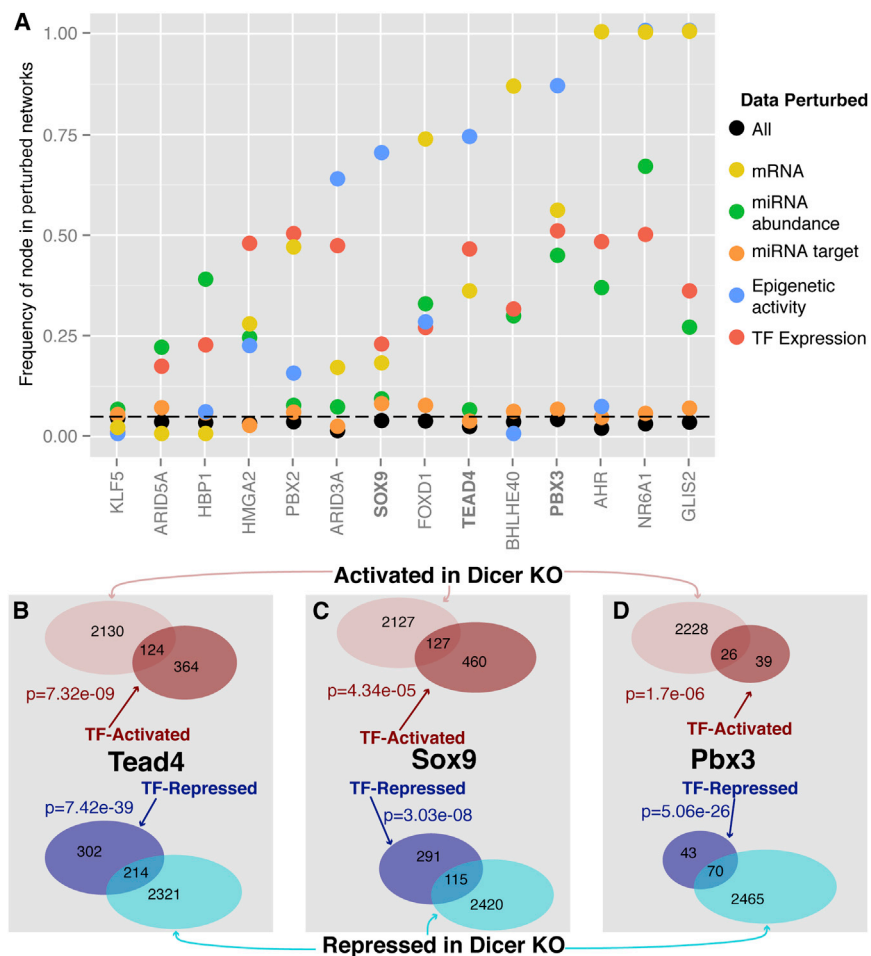 A
Frequency of node in perturbed networks
1.00
0.75
0.50
0.25
0.00
KLF5
ARID5A
HBP1
HMGA2
PBX2
ARID3A
SOX9
FOXD1
TEAD4
BHLHE40
PBX3
AHR
NR6A1
GLIS2
Data Perturbed
All
mRNA
miRNA
abundance
miRNA target
Epigenetic
activity
TF Expression
Activated in Dicer KO
B
2130
124
364
p=7.32e-09
TF-Activated
Tead4
TF-Repressed
p=7.42e-39
302
214
2321
C
2127
127
460
p=4.34e-05
TF-Activated
Sox9
TF-Repressed
p=3.03e-08
291
115
2420
D
2228
26
39
p=1.7e-06
TF-Activated
Pbx3
TF-Repressed
p=5.06e-26
43
70
2465
Repressed in Dicer KO